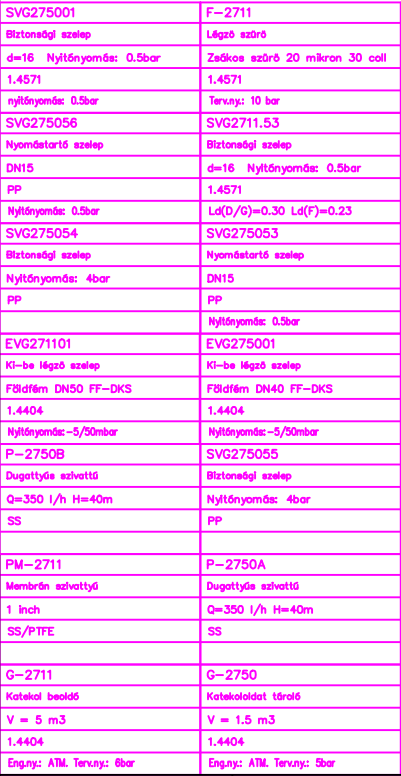 SVG275001
Biztonsági szelep
d=16 Nyitónyomás: 0.5bar
1.4571
nyitónyomás: 0.5bar
F-2711
Légző szűrő
Zsákos szűrő 20 mikron 30 coll
1.4571
Terv.ny.: 10 bar
SVG275056
Nyomástartó szelep
DN15
PP
Nyitónyomás: 0.5bar
SVG2711.53
Biztonsági szelep
d=16 Nyitónyomás: 0.5bar
1.4571
Ld(D/G)=0.30 Ld(F)=0.23
SVG275054
Biztonsági szelep
Nyitónyomás: 4bar
PP
SVG275053
Nyomástartó szelep
DN15
PP
Nyitónyomás: 0.5bar
EVG271101
Ki-be légző szelep
Földfém DN50 FF-DKS
1.4404
Nyitónyomás:-5/50mbar
EVG275001
Ki-be légző szelep
Földfém DN40 FF-DKS
1.4404
Nyitónyomás:-5/50mbar
P-2750B
Dugattyús szivattú
Q=350 l/h H=40m
SS
SVG275055
Biztonsági szelep
Nyitónyomás: 4bar
PP
PM-2711
Membrán szivattyú
1 inch
SS/PTFE
P-2750A
Dugattyús szivattú
Q=350 l/h H=40m
SS
G-2711
Katekol beoldó
V = 5 m3
1.4404
Eng.ny.: ATM. Terv.ny.: 6bar
G-2750
Katekololdat tároló
V = 1.5 m3
1.4404
Eng.ny.: ATM. Terv.ny.: 5bar